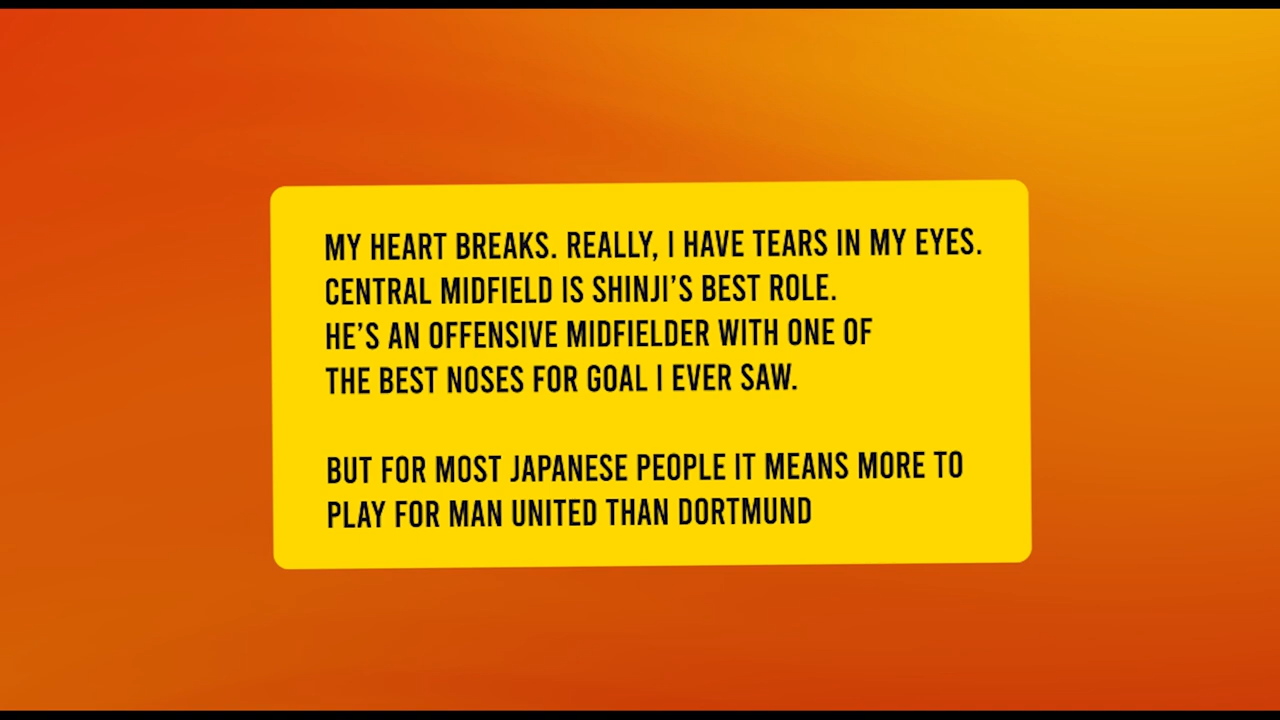 MY HEART BREAKS. REALLY, I HAVE TEARS IN MY EYES.
CENTRAL MIDFIELD IS SHINJI'S BEST ROLE.
HE'S AN OFFENSIVE MIDFIELDER WITH ONE OF
THE BEST NOSES FOR GOAL I EVER SAW.
BUT FOR MOST JAPANESE PEOPLE IT MEANS MORE TO
PLAY FOR MAN UNITED THAN DORTMUND